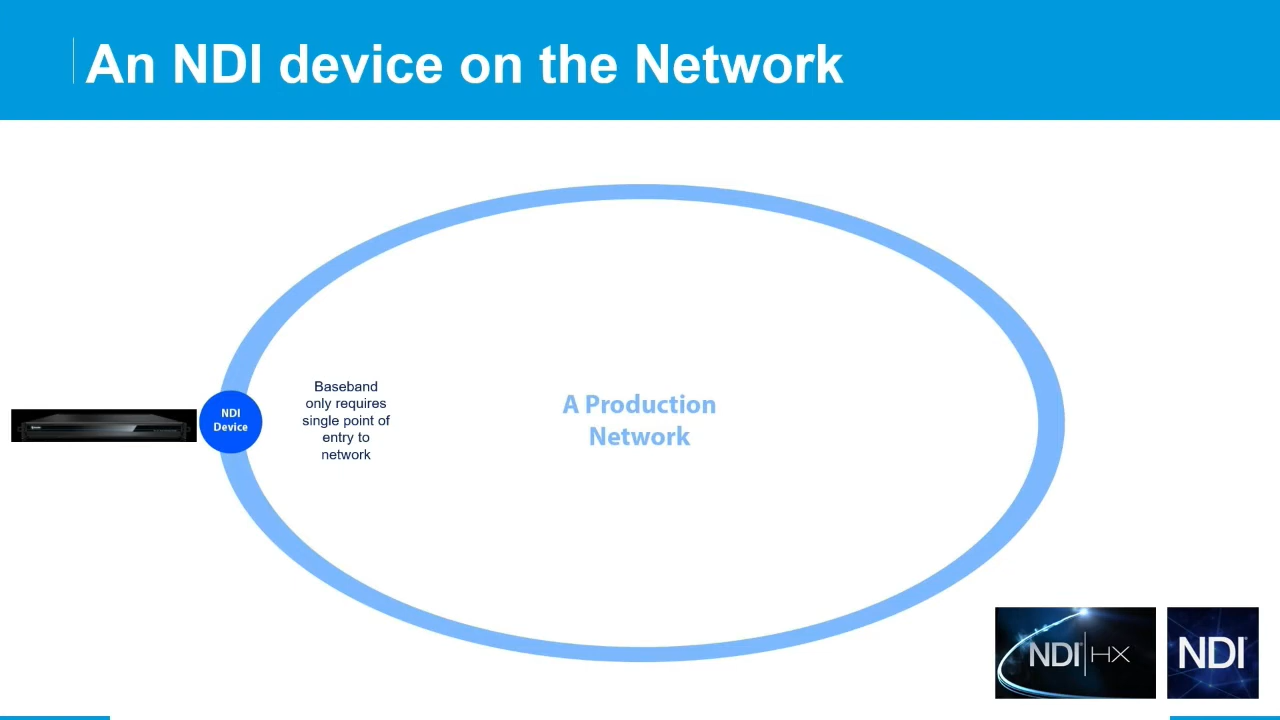 An NDI device on the Network
Baseband
only requires
single point of
entry to
network
NDI
Device
A Production
Network
NDI HX
NDI